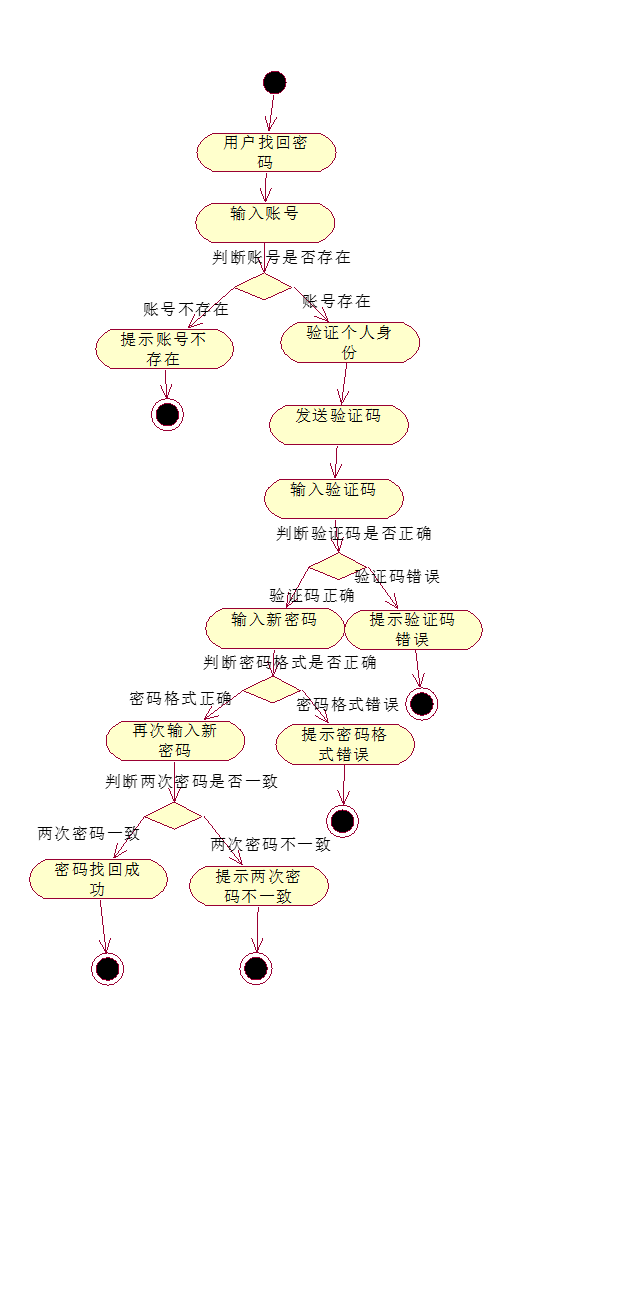 用户找回密
码
输入账号
判断账号是否存在
账号不存在
账号存在
提示账号不
存在
验证个人身
份
发送验证码
输入验证码
判断验证码是否正确
验证码错误
验证码正确
输入新密码
提示验证码
错误
判断密码格式是否正确
密码格式正确
密码格式错误
再次输入新
密码
提示密码格
式错误
判断两次密码是否一致
两次密码一致
两次密码不一致
密码找回成
功
提示两次密
码不一致